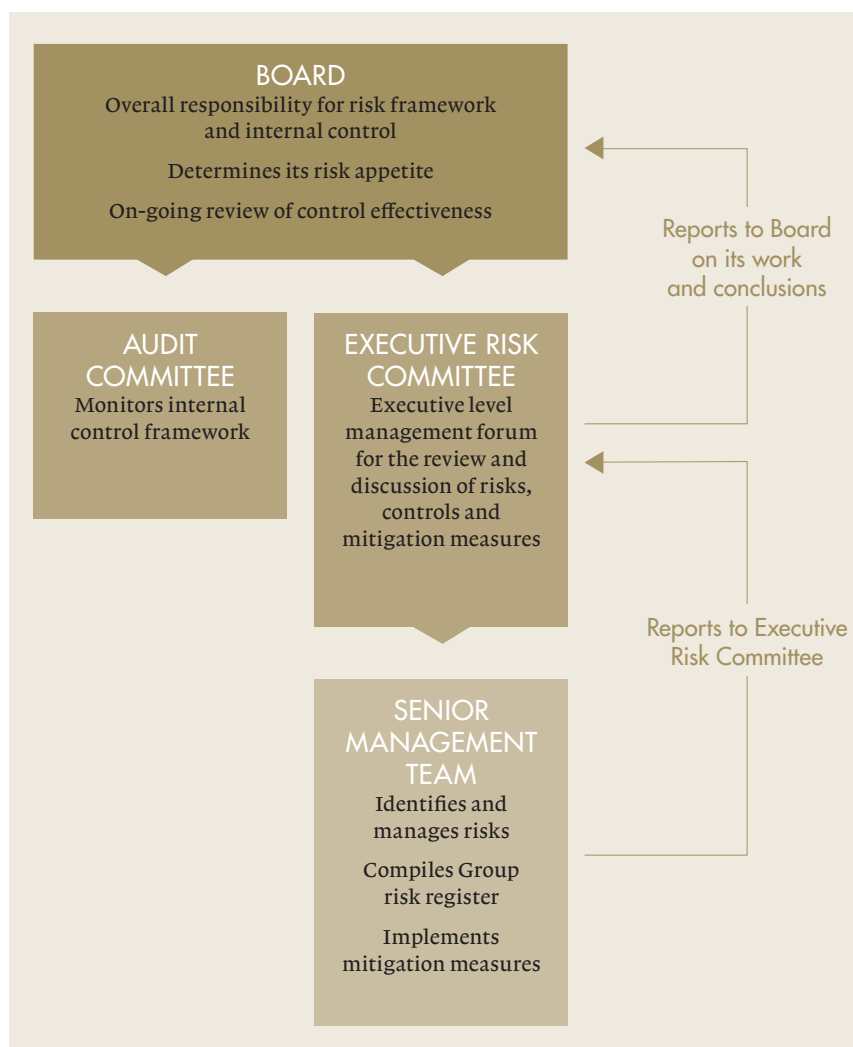 BOARD
Overall responsibility for risk framework
and internal control
Determines its risk appetite
On-going review of control effectiveness
Reports to Board
on its work
and conclusions
AUDIT
COMMITTEE
Monitors internal
control framework
EXECUTIVE RISK
COMMITTEE
Executive level
management forum
for the review and
discussion of risks,
controls and
mitigation measures
Reports to Executive
Risk Committee
SENIOR
MANAGEMENT
TEAM
Identifies and
manages risks
Compiles Group
risk register
Implements
mitigation measures